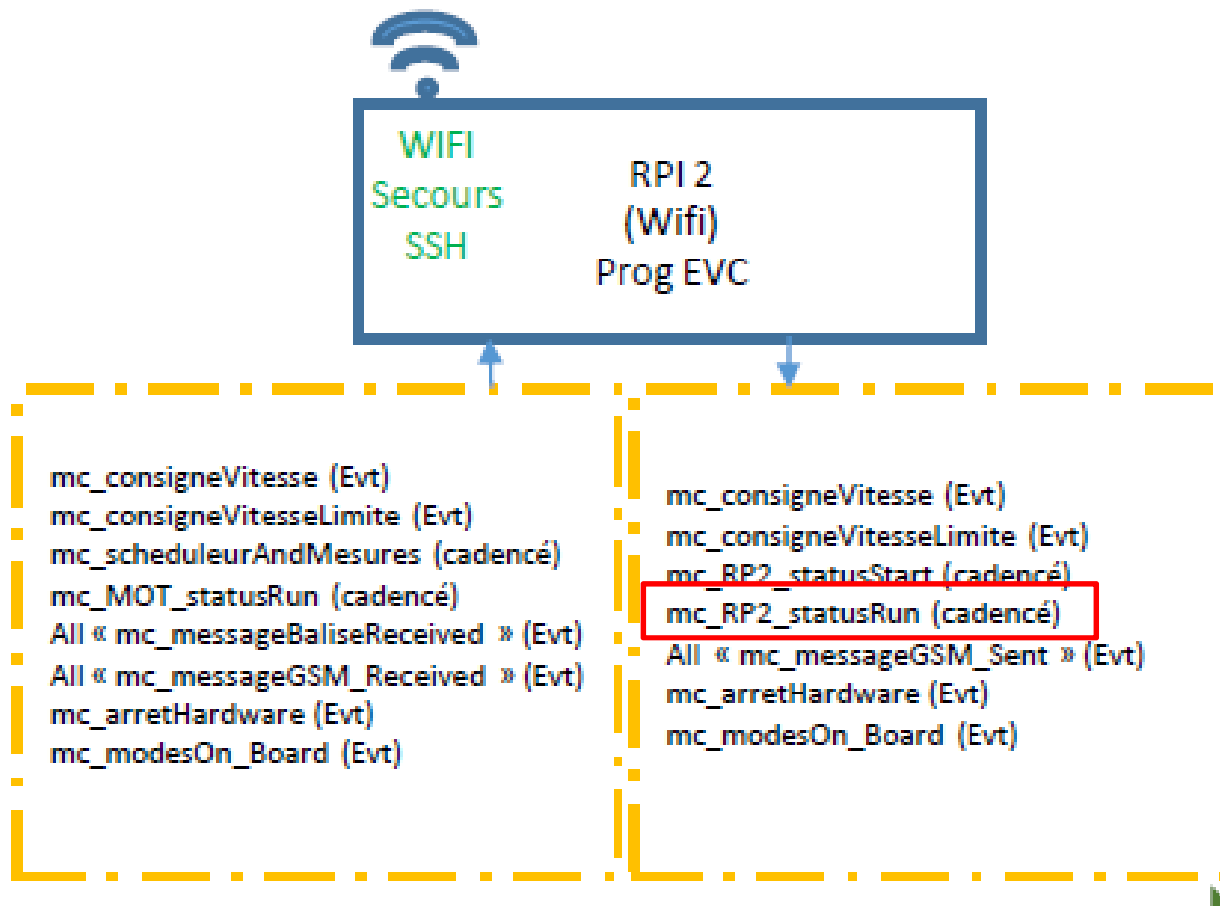 WIFI
Secours
SSH
RPI 2
(Wifi)
Prog EVC
mc_consigneVitesse (Evt)
mc_consigneVitesseLimite (Evt)
mc_scheduleurAndMesures (cadencé)
mc_MOT_statusRun (cadencé)
All « mc_messageBaliseReceived » (Evt)
All « mc_messageGSM_Received » (Evt)
mc_arretHardware (Evt)
mc_modesOn_Board (Evt)
mc_consigneVitesse (Evt)
mc_consigneVitesseLimite (Evt)
mc_RP2_statusStart (cadencé)
mc_RP2_statusRun (cadencé)
All « mc_messageGSM_Sent » (Evt)
mc_arretHardware (Evt)
mc_modesOn_Board (Evt)